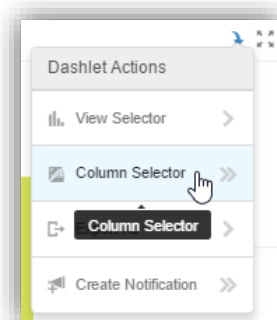 Dashlet Actions
View Selector
Column Selector
Column Selector
Create Notification